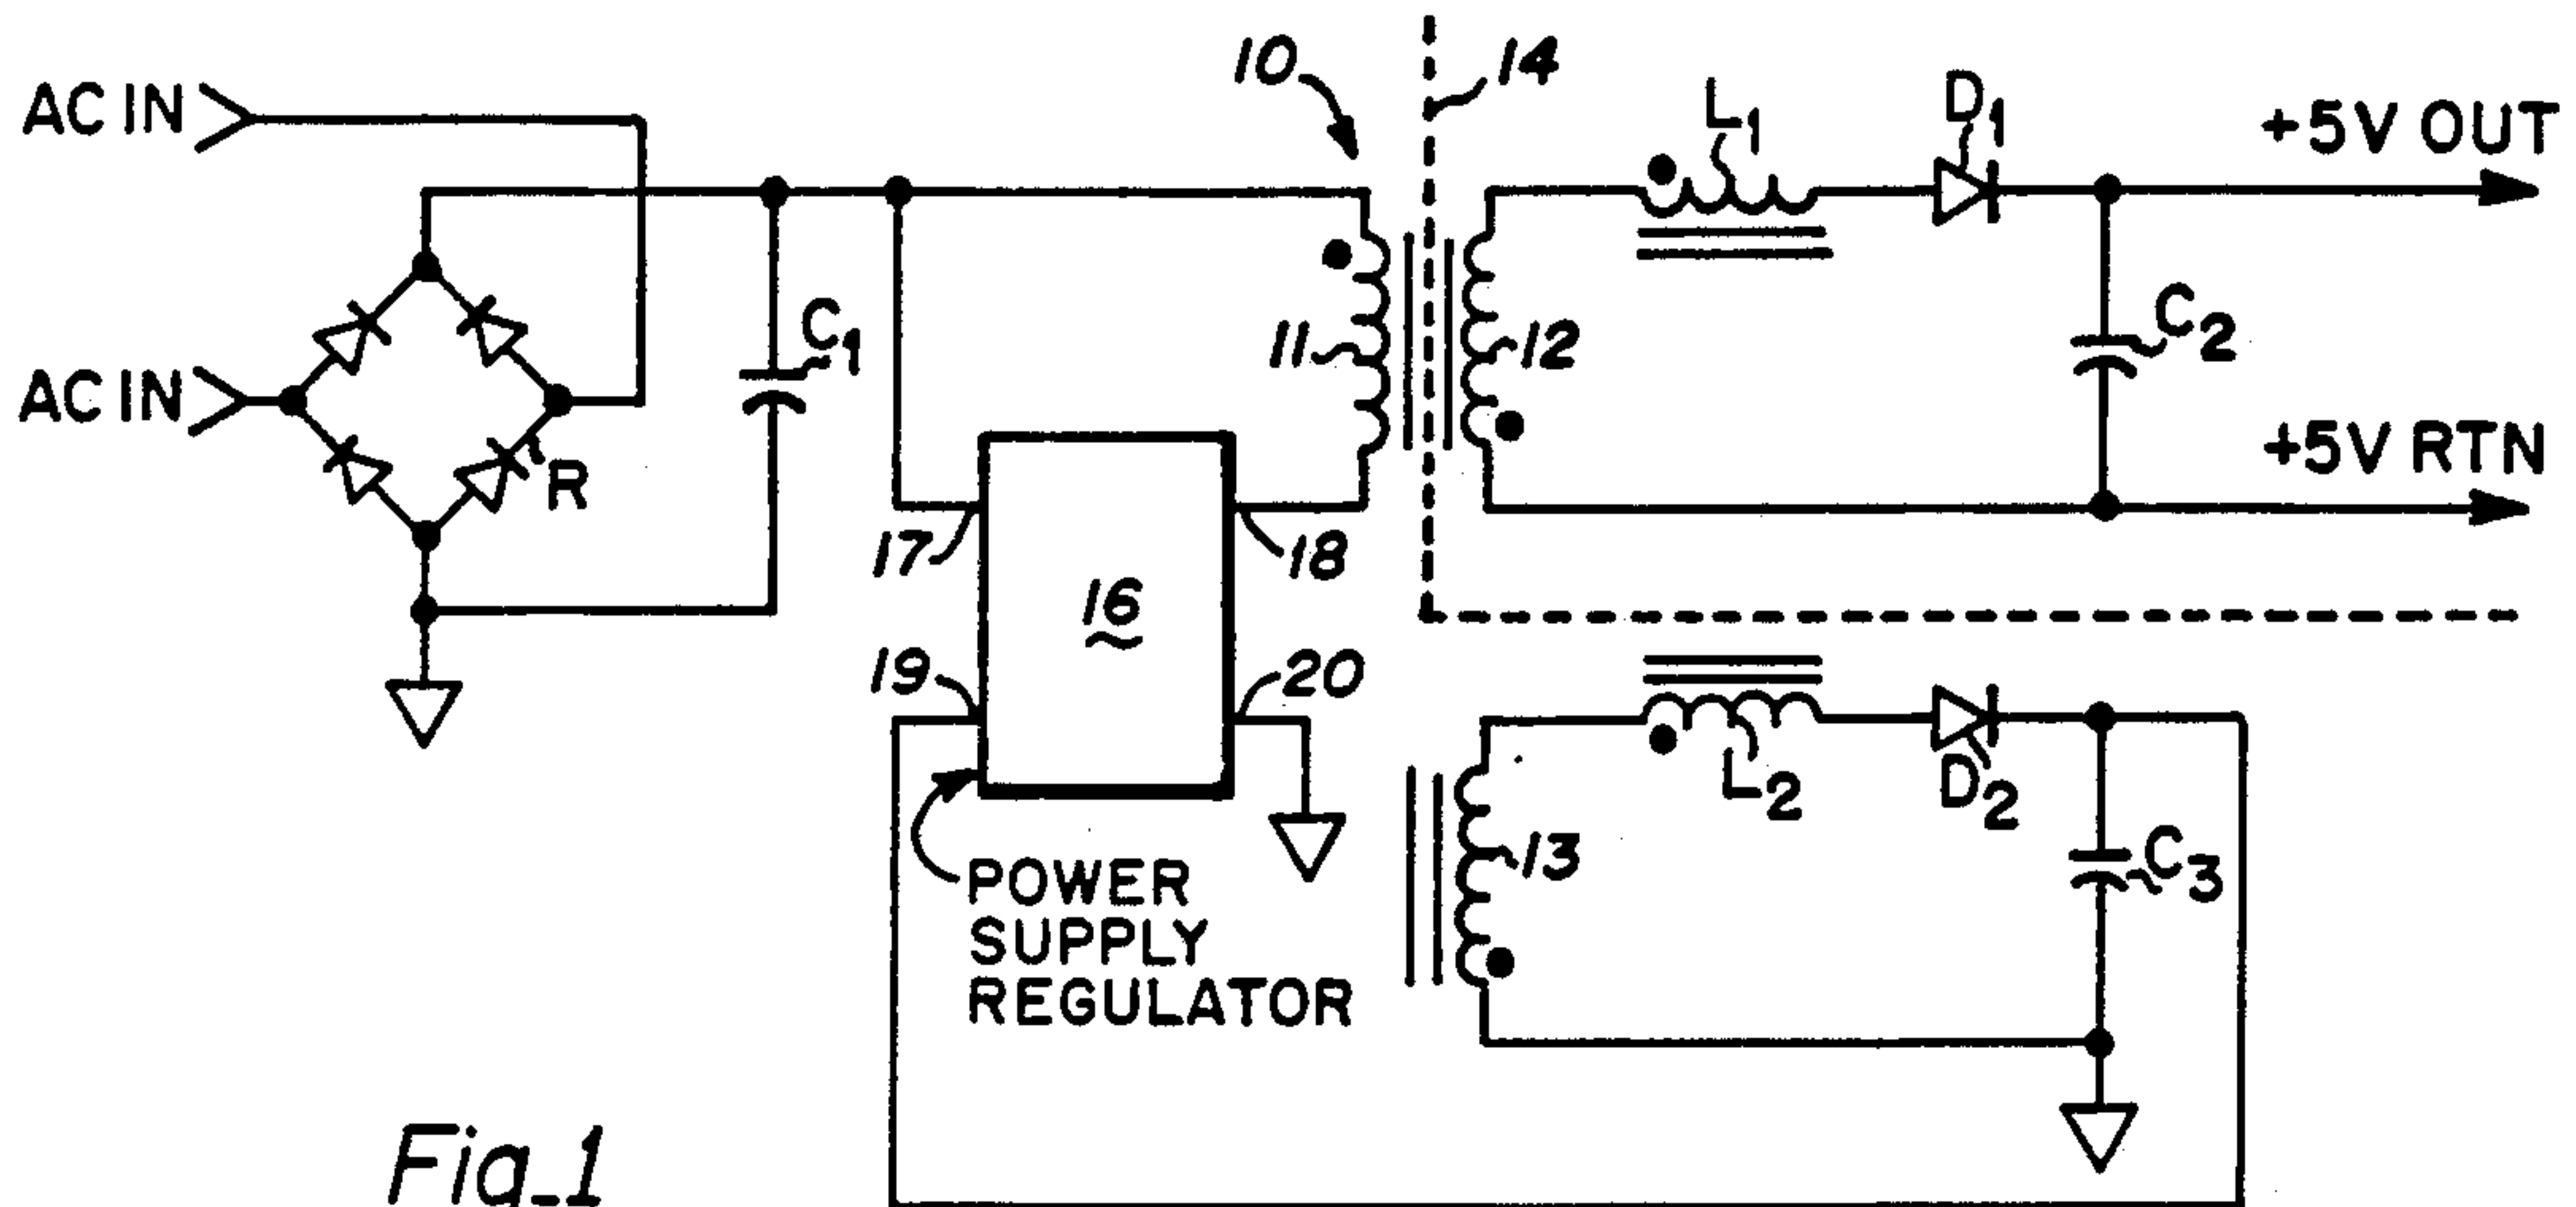 AC IN
10
14
L1
D1
+5V OUT
C1
11
12
C2
AC IN
R
+5V RTN
17
18
16
19
20
L2
D2
13
C3
POWER
SUPPLY
REGULATOR
Fig_1